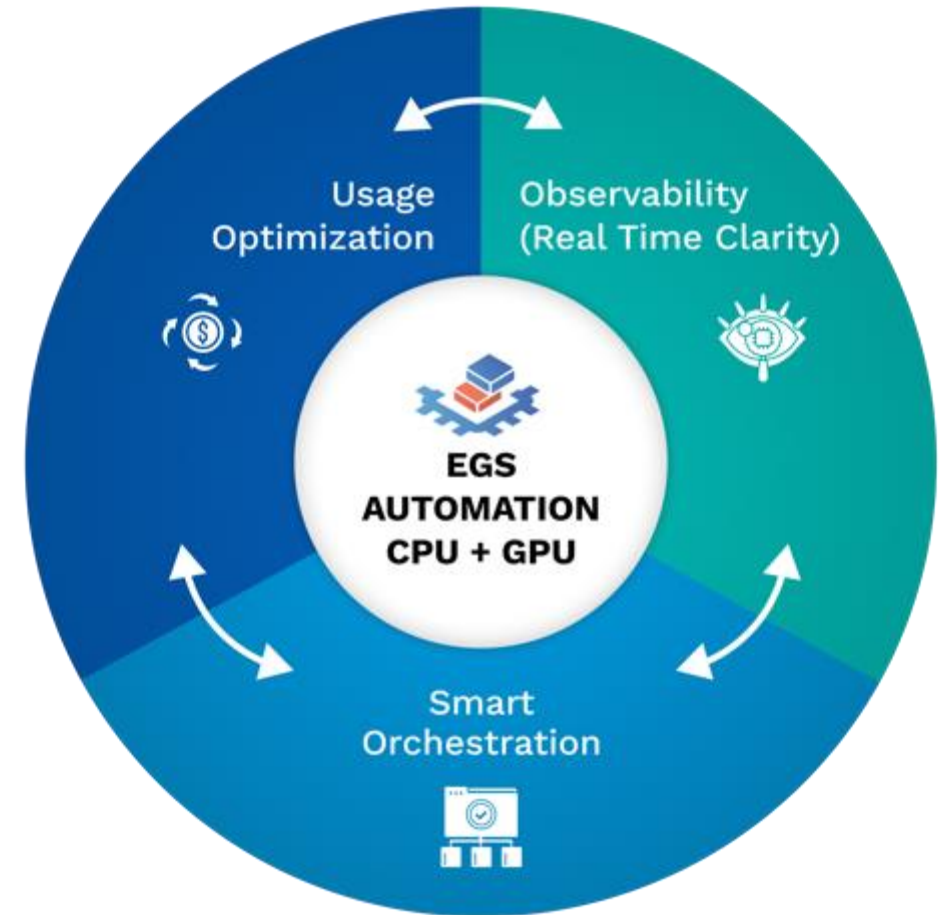 Usage
Optimization
Observability
(Real Time Clarity)
$
EGS
AUTOMATION
CPU + GPU
Smart
Orchestration